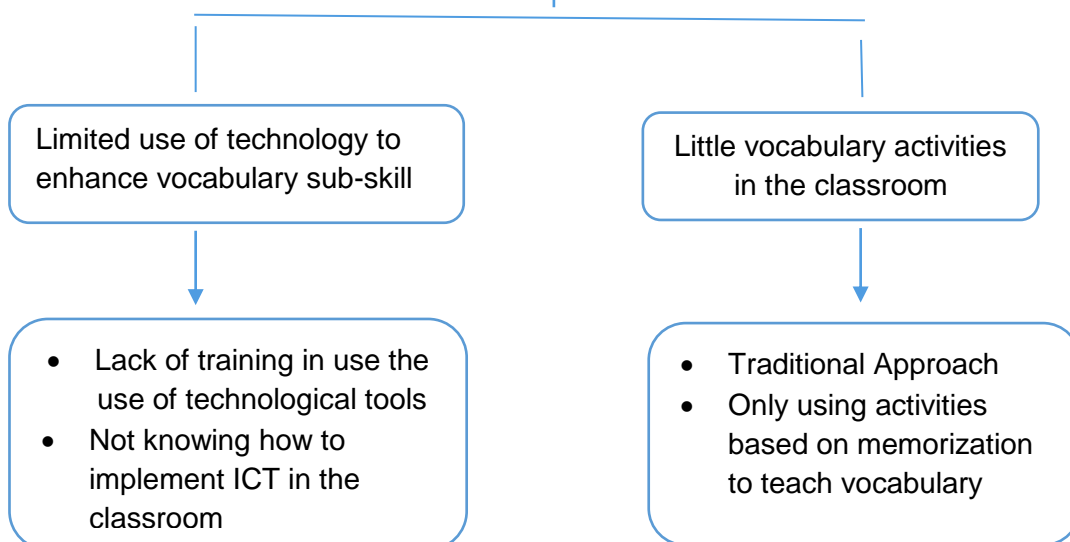 Limited use of technology to
enhance vocabulary sub-skill
Little vocabulary activities
in the classroom
• Lack of training in use the
use of technological tools
• Not knowing how to
implement ICT in the
classroom
• Traditional Approach
• Only using activities
based on memorization
to teach vocabulary